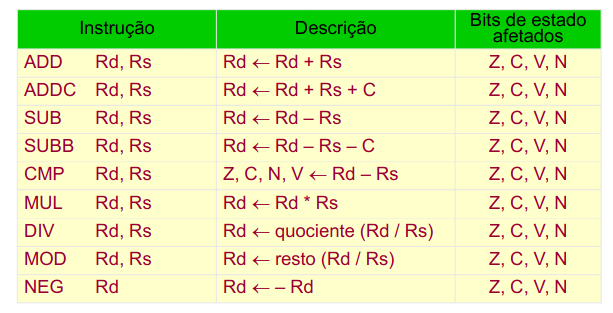 Instrução Descrição Bits de estado afetados
ADD Rd, Rs Rd ← Rd + Rs Z, C, V, N
ADDC Rd, Rs Rd ← Rd + Rs + C Z, C, V, N
SUB Rd, Rs Rd ← Rd – Rs Z, C, V, N
SUBB Rd, Rs Rd ← Rd – Rs – C Z, C, V, N
CMP Rd, Rs Z, C, N, V ← Rd – Rs Z, C, V, N
MUL Rd, Rs Rd ← Rd * Rs Z, C, V, N
DIV Rd, Rs Rd ← quociente (Rd / Rs) Z, C, V, N
MOD Rd, Rs Rd ← resto (Rd / Rs) Z, C, V, N
NEG Rd Rd ← – Rd Z, C, V, N